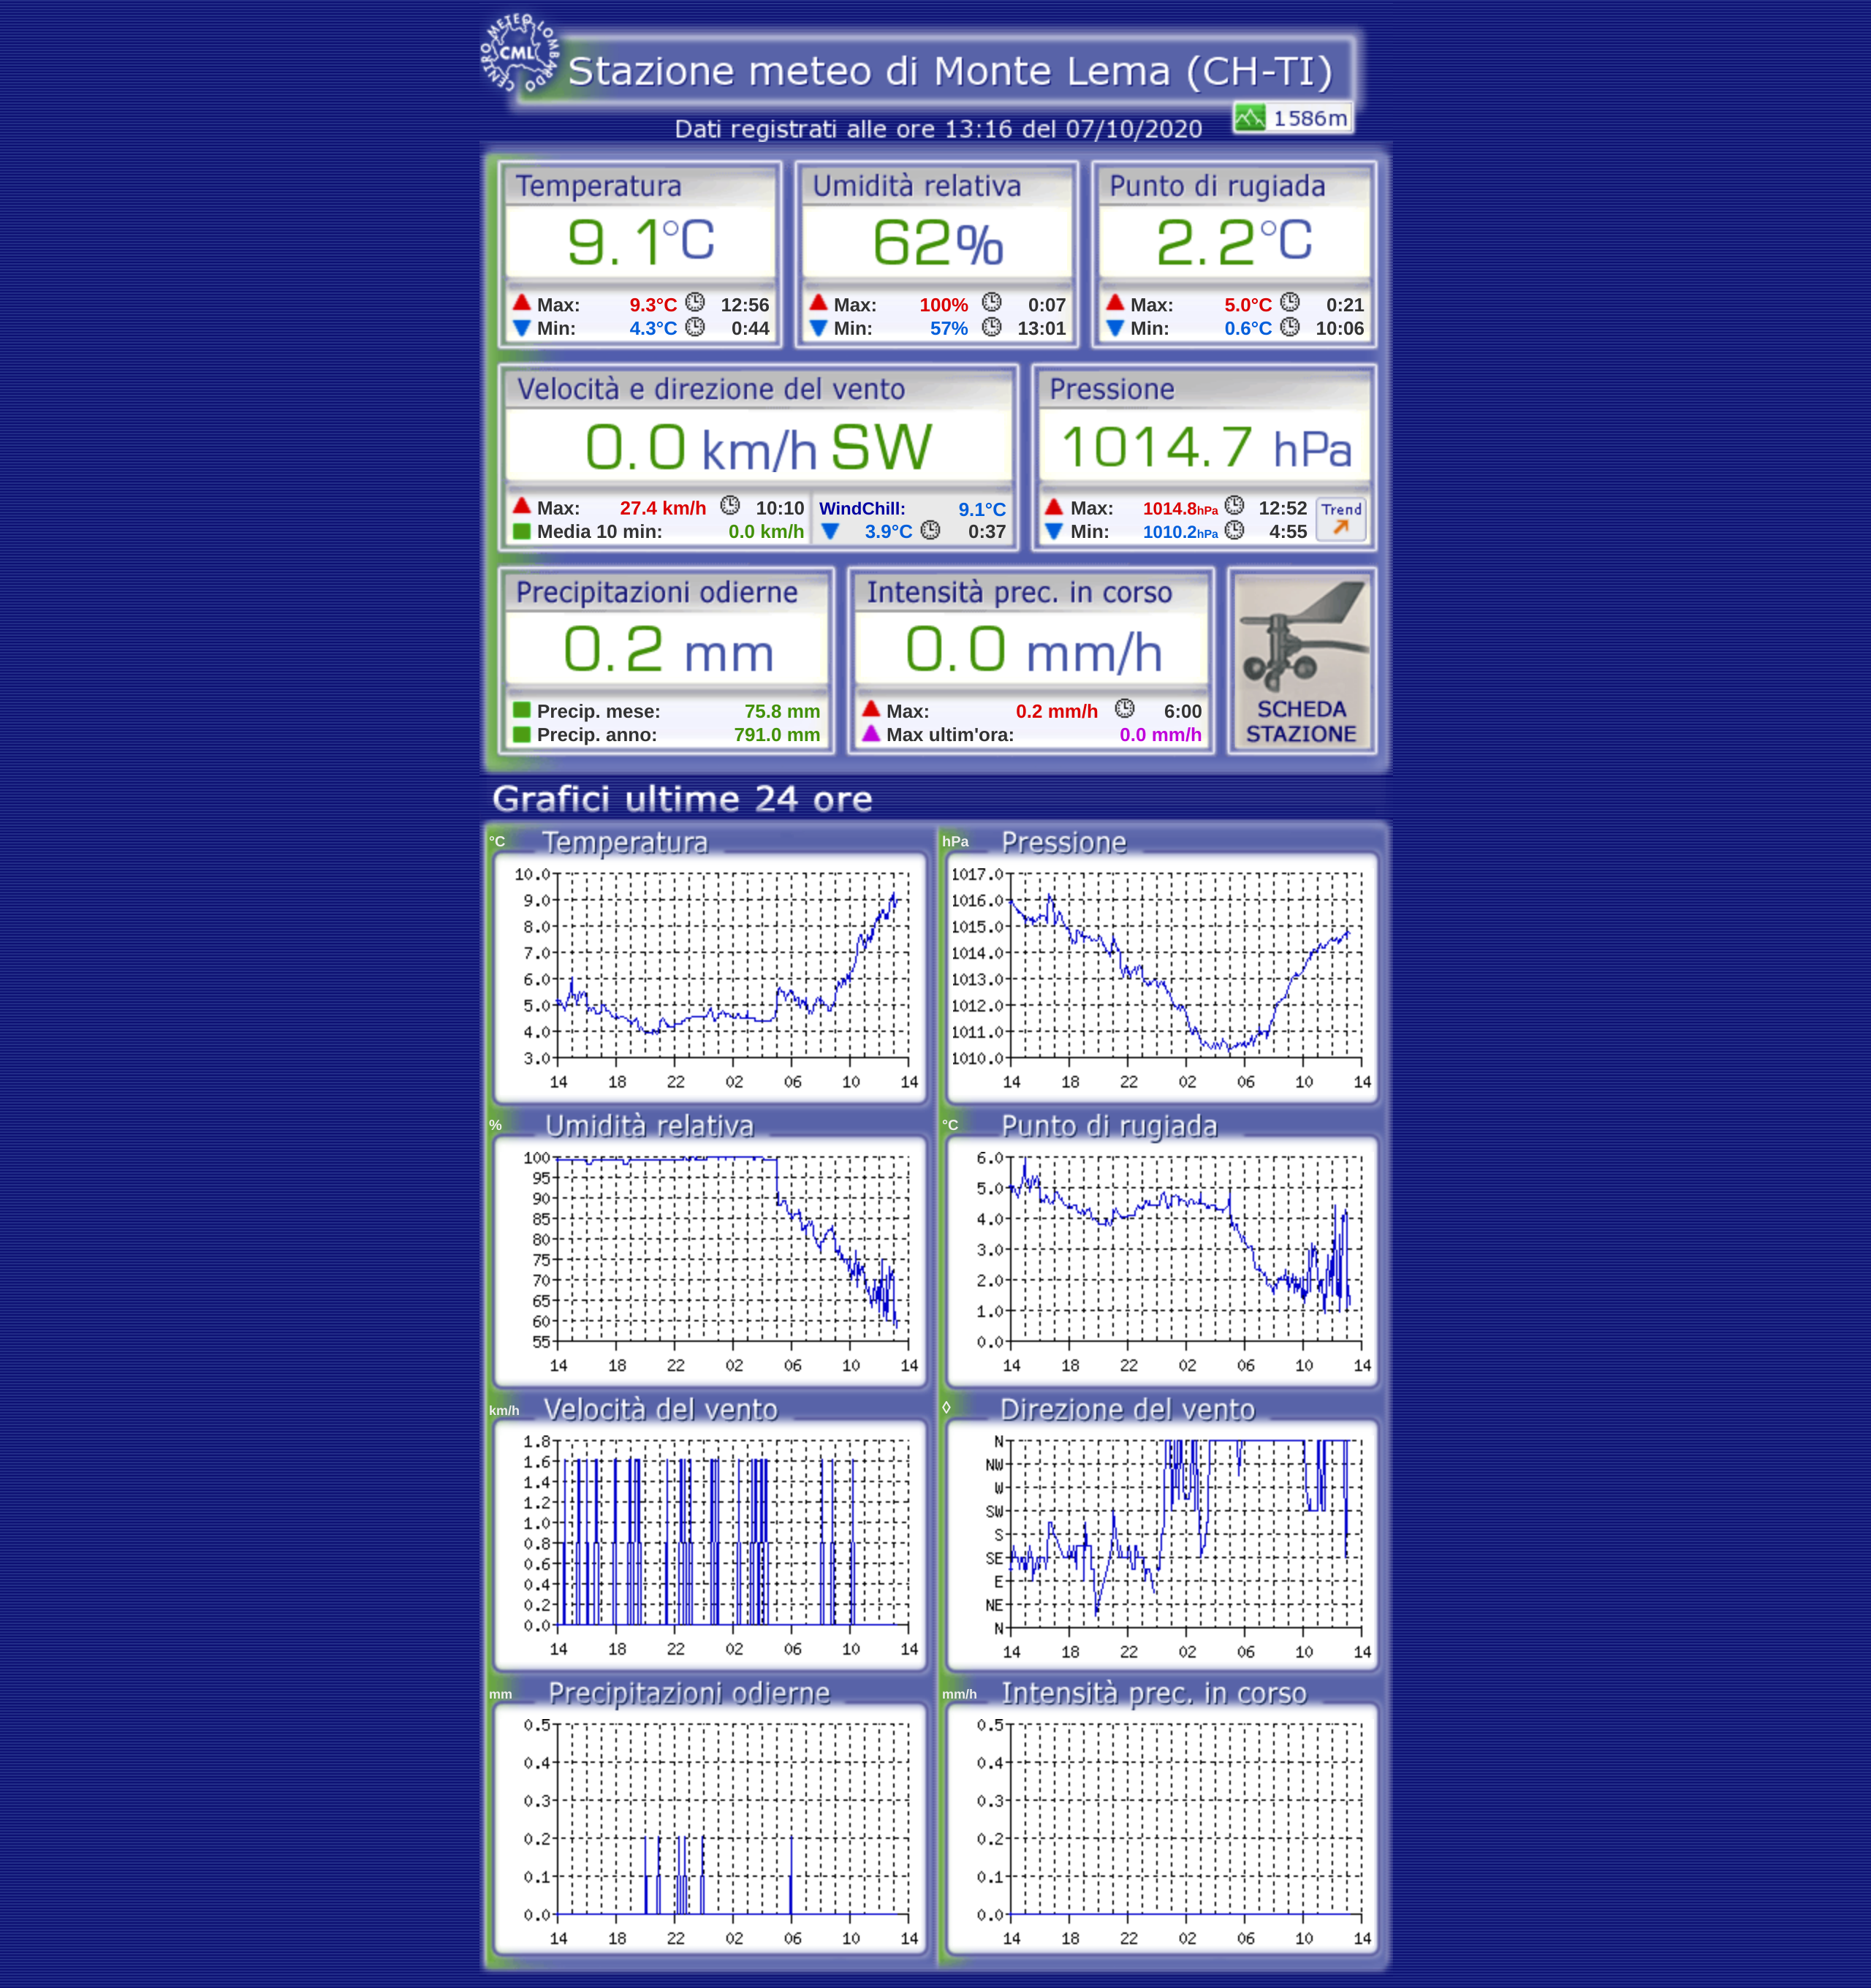 CENTRO METEO LOMBARDO
CML
Stazione meteo di Monte Lema (CH-TI)
1586m
Dati registrati alle ore 13:16 del 07/10/2020
Temperatura
9.1°C
Max: 9.3°C 12:56
Min: 4.3°C 0:44
Umidità relativa
62%
Max: 100% 0:07
Min: 57% 13:01
Punto di rugiada
2.2°C
Max: 5.0°C 0:21
Min: 0.6°C 10:06
Velocità e direzione del vento
0.0 km/h SW
Max: 27.4 km/h 10:10
Media 10 min: 0.0 km/h
WindChill: 9.1°C
3.9°C 0:37
Pressione
1014.7 hPa
Max: 1014.8hPa 12:52
Min: 1010.2hPa 4:55
Trend
Precipitazioni odierne
0.2 mm
Precip. mese: 75.8 mm
Precip. anno: 791.0 mm
Intensità prec. in corso
0.0 mm/h
Max: 0.2 mm/h 6:00
Max ultim'ora: 0.0 mm/h
SCHEDA
STAZIONE
Grafici ultime 24 ore
°C Temperatura
10.0
9.0
8.0
7.0
6.0
5.0
4.0
3.0
14 18 22 02 06 10 14
hPa Pressione
1017.0
1016.0
1015.0
1014.0
1013.0
1012.0
1011.0
1010.0
14 18 22 02 06 10 14
% Umidità relativa
100
95
90
85
80
75
70
65
60
55
14 18 22 02 06 10 14
°C Punto di rugiada
6.0
5.0
4.0
3.0
2.0
1.0
0.0
14 18 22 02 06 10 14
km/h Velocità del vento
1.8
1.6
1.4
1.2
1.0
0.8
0.6
0.4
0.2
0.0
14 18 22 02 06 10 14
◊ Direzione del vento
N
NW
W
SW
S
SE
E
NE
N
14 18 22 02 06 10 14
mm Precipitazioni odierne
0.5
0.4
0.3
0.2
0.1
0.0
14 18 22 02 06 10 14
mm/h Intensità prec. in corso
0.5
0.4
0.3
0.2
0.1
0.0
14 18 22 02 06 10 14